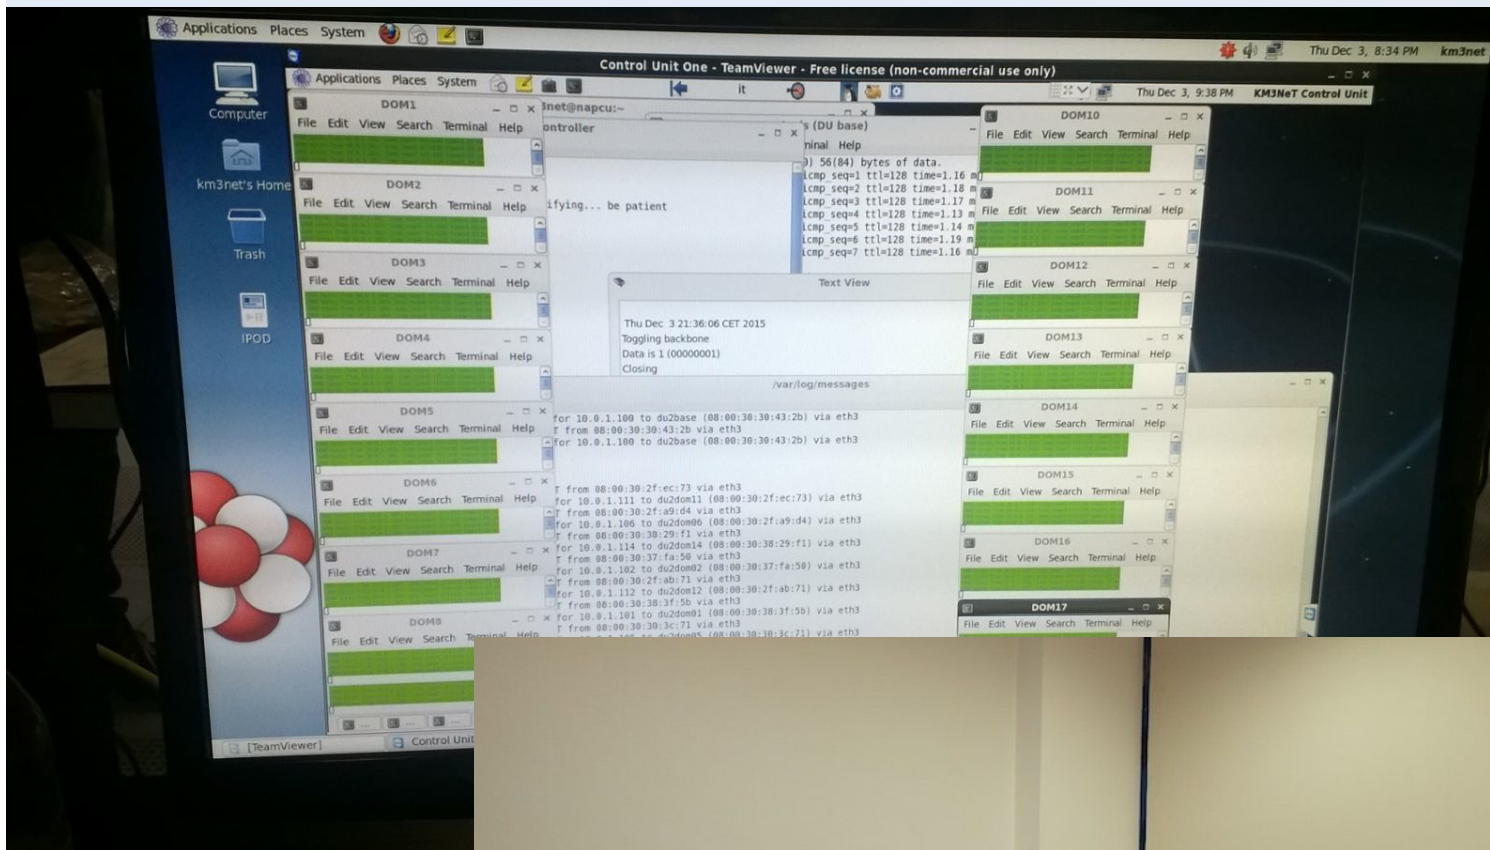 Applications Places System
Thu Dec 3, 8:34 PM km3net
Control Unit One - TeamViewer - Free license (non-commercial use only)
Applications Places System
it
Thu Dec 3, 9:38 PM KM3NeT Control Unit
Computer
km3net's Home
Trash
IPOD
DOM1
File Edit View Search Terminal Help
DOM2
File Edit View Search Terminal Help
DOM3
File Edit View Search Terminal Help
DOM4
File Edit View Search Terminal Help
DOM5
File Edit View Search Terminal Help
DOM6
File Edit View Search Terminal Help
DOM7
File Edit View Search Terminal Help
DOM8
File Edit View Search Terminal Help
3net@napcu:~
ontroller
ifying... be patient
s (DU base)
minal Help
) 56(84) bytes of data.
icmp_seq=1 ttl=128 time=1.16 m
icmp_seq=2 ttl=128 time=1.18 m
icmp_seq=3 ttl=128 time=1.17 m
icmp_seq=4 ttl=128 time=1.13 m
icmp_seq=5 ttl=128 time=1.14 m
icmp_seq=6 ttl=128 time=1.19 m
icmp_seq=7 ttl=128 time=1.16 m
Text View
Thu Dec 3 21:36:06 CET 2015
Toggling backbone
Data is 1 (00000001)
Closing
/var/log/messages
for 10.0.1.100 to du2base (08:00:30:30:43:2b) via eth3
T from 08:00:30:30:43:2b via eth3
for 10.0.1.100 to du2base (08:00:30:30:43:2b) via eth3
T from 08:00:30:2f:ec:73 via eth3
for 10.0.1.111 to du2dom11 (08:00:30:2f:ec:73) via eth3
T from 08:00:30:2f:a9:d4 via eth3
for 10.0.1.106 to du2dom06 (08:00:30:2f:a9:d4) via eth3
T from 08:00:30:38:29:f1 via eth3
for 10.0.1.114 to du2dom14 (08:00:30:38:29:f1) via eth3
T from 08:00:30:37:fa:50 via eth3
for 10.0.1.102 to du2dom02 (08:00:30:37:fa:50) via eth3
T from 08:00:30:2f:ab:71 via eth3
for 10.0.1.112 to du2dom12 (08:00:30:2f:ab:71) via eth3
T from 08:00:30:38:3f:5b via eth3
for 10.0.1.101 to du2dom01 (08:00:30:38:3f:5b) via eth3
T from 08:00:30:30:3c:71 via eth3
du2dom05 (08:00:30:30:3c:71) via eth3
DOM10
File Edit View Search Terminal Help
DOM11
File Edit View Search Terminal Help
DOM12
File Edit View Search Terminal Help
DOM13
File Edit View Search Terminal Help
DOM14
File Edit View Search Terminal Help
DOM15
File Edit View Search Terminal Help
DOM16
File Edit View Search Terminal Help
DOM17
File Edit View Search Terminal Help
[TeamViewer]
Control Unit